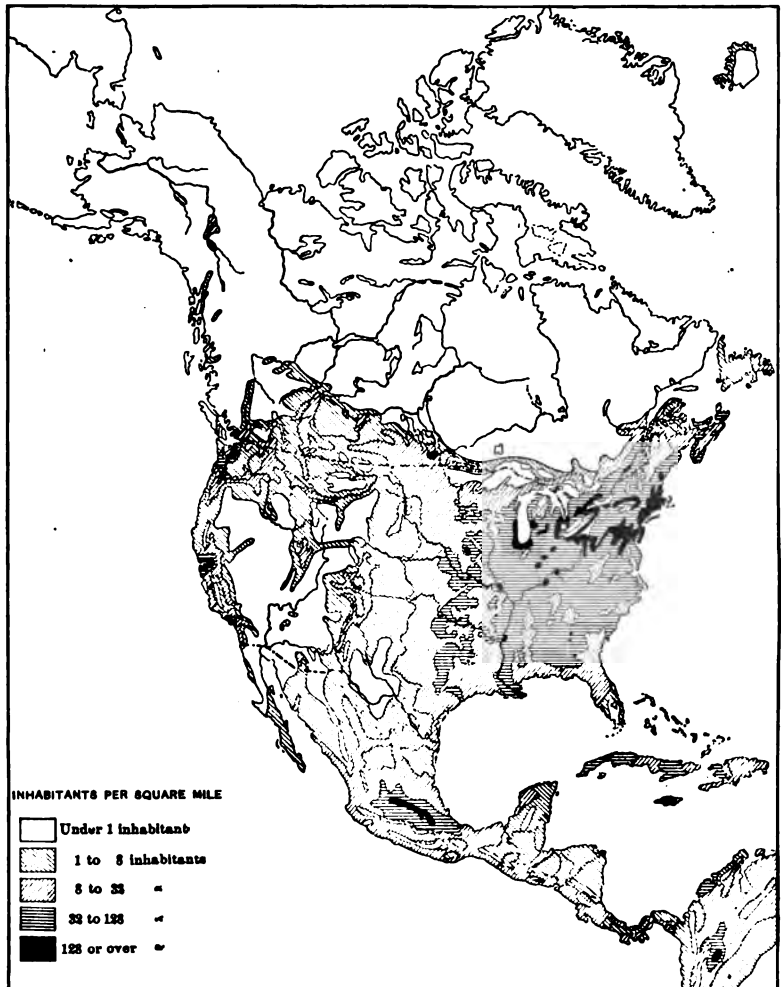 INHABITANTS PER SQUARE MILE
Under 1 inhabitant
1 to 8 inhabitants
8 to 32 "
32 to 128 "
128 or over "